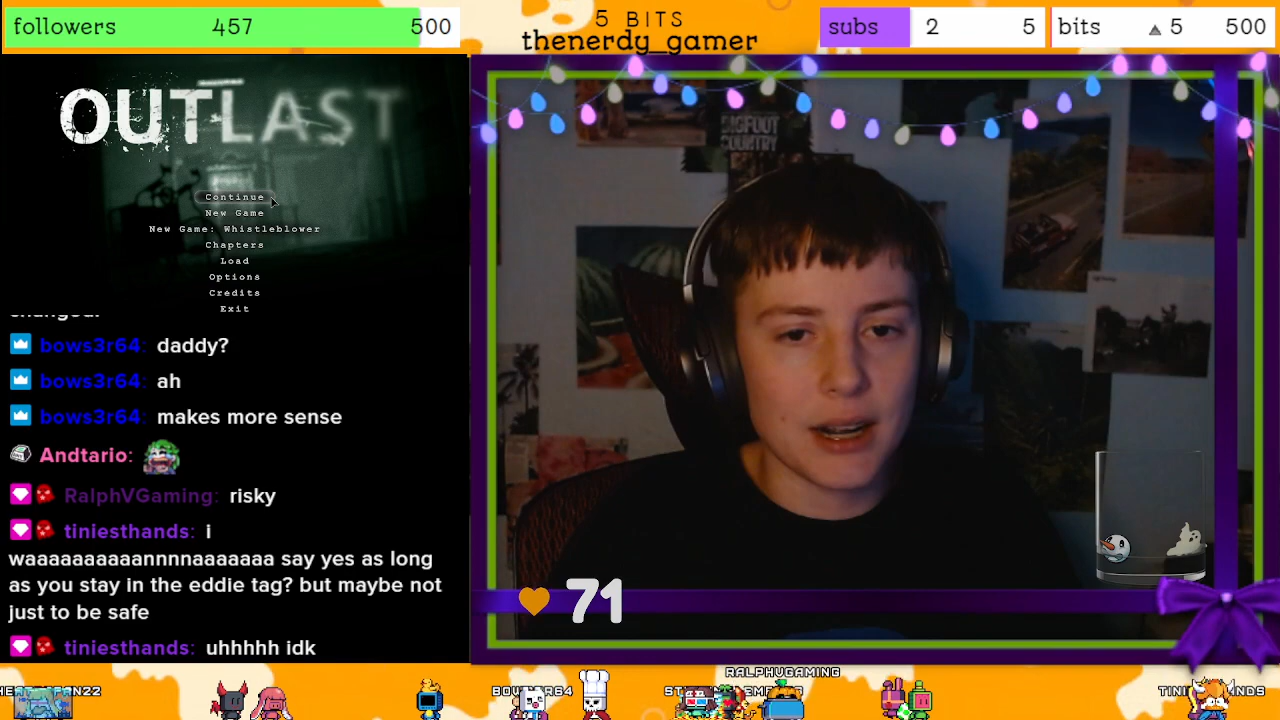 followers 457 500
5 BITS
thenerdy_gamer
subs 2 5
bits 5 500
OUTLAST
Continue
New Game
New Game: Whistleblower
Chapters
Load
Options
Credits
Exit
BIGFOOT
COUNTRY
bows3r64: daddy?
bows3r64: ah
bows3r64: makes more sense
Andtario:
RalphVGaming: risky
tiniesthands: i
waaaaaaaaaannnnaaaaaaa say yes as long
as you stay in the eddie tag? but maybe not
just to be safe
tiniesthands: uhhhhh idk
71
RALPHVGAMING